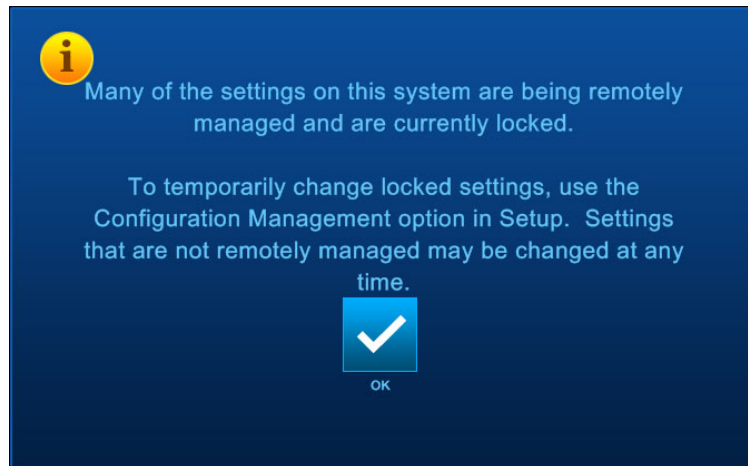 i
Many of the settings on this system are being remotely
managed and are currently locked.
To temporarily change locked settings, use the
Configuration Management option in Setup.  Settings
that are not remotely managed may be changed at any
time.
OK